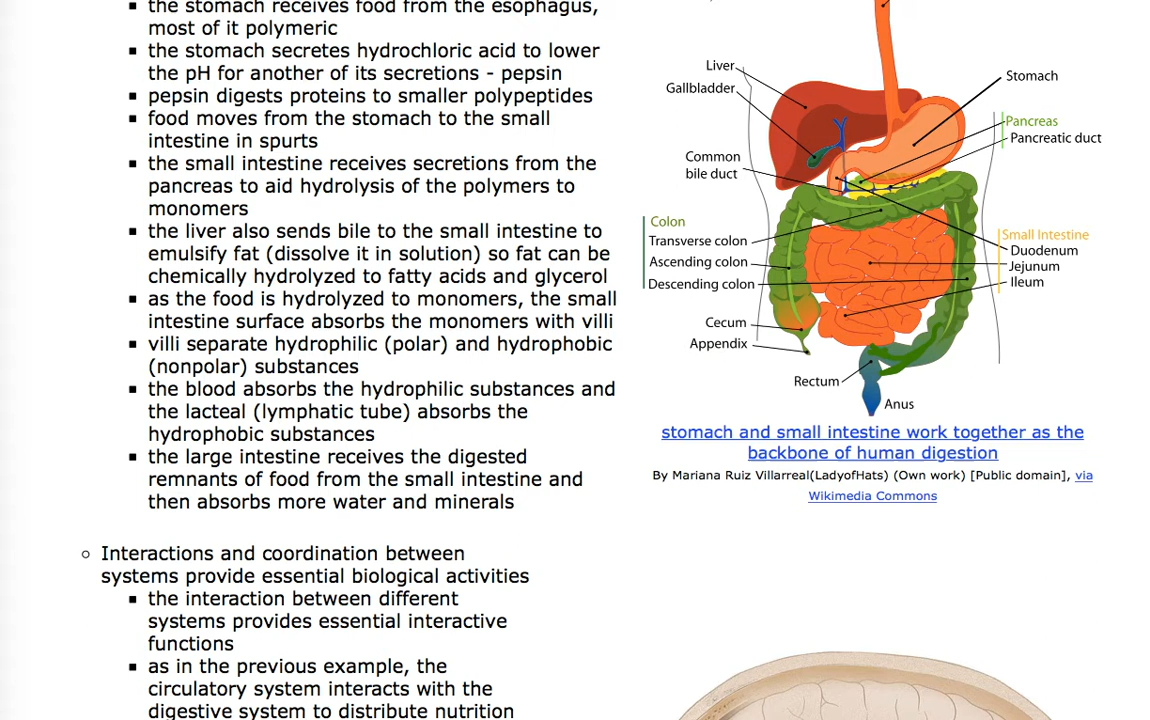 the stomach receives food from the esophagus,
most of it polymeric
the stomach secretes hydrochloric acid to lower
the pH for another of its secretions - pepsin
pepsin digests proteins to smaller polypeptides
food moves from the stomach to the small
intestine in spurts
the small intestine receives secretions from the
pancreas to aid hydrolysis of the polymers to
monomers
the liver also sends bile to the small intestine to
emulsify fat (dissolve it in solution) so fat can be
chemically hydrolyzed to fatty acids and glycerol
as the food is hydrolyzed to monomers, the small
intestine surface absorbs the monomers with villi
villi separate hydrophilic (polar) and hydrophobic
(nonpolar) substances
the blood absorbs the hydrophilic substances and
the lacteal (lymphatic tube) absorbs the
hydrophobic substances
the large intestine receives the digested
remnants of food from the small intestine and
then absorbs more water and minerals
Interactions and coordination between
systems provide essential biological activities
the interaction between different
systems provides essential interactive
functions
as in the previous example, the
circulatory system interacts with the
digestive system to distribute nutrition
Liver
Gallbladder
Common
bile duct
Colon
Transverse colon
Ascending colon
Descending colon
Cecum
Appendix
Rectum
Anus
Stomach
Pancreas
Pancreatic duct
Small Intestine
Duodenum
Jejunum
Ileum
stomach and small intestine work together as the
backbone of human digestion
By Mariana Ruiz Villarreal(LadyofHats) (Own work) [Public domain], via
Wikimedia Commons